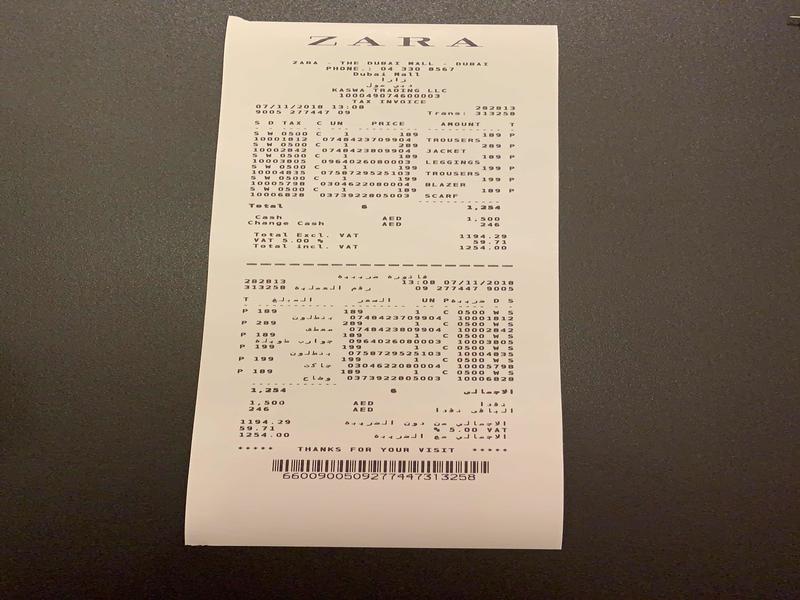 ZARA
ZARA - THE DUBAI MALL - DUBAI
PHONE.: 04 330 8567
Dubai Mall
زارا
دبي مول
KASWA TRADING LLC
100049074600003
TAX INVOICE
07/11/2018 13:08 282813
9005 277447 09 Trans: 313258
S D TAX C UN PRICE AMOUNT T
S W 0500 C 1 189 189 P
10001812 0748423709904 TROUSERS
S W 0500 C 1 289 289 P
10002842 0748423809904 JACKET
S W 0500 C 1 189 189 P
10003805 0964026080003 LEGGINGS
S W 0500 C 1 199 199 P
10004835 0758729525103 TROUSERS
S W 0500 C 1 199 199 P
10005798 0304622080004 BLAZER
S W 0500 C 1 189 189 P
10006828 0373922805003 SCARF
Total 6 1,254
Cash AED 1,500
Change Cash AED 246
Total Excl. VAT 1194.29
VAT 5.00 % 59.71
Total incl. VAT 1254.00
فاتورة ضريبية
282813 13:08 07/11/2018
313258 رقم العملية 09 277447 9005
T المبلغ السعر UN P ضريبة D S
P 189 189 1 C 0500 W S
بنطلون 0748423709904 10001812
P 289 289 1 C 0500 W S
معطف 0748423809904 10002842
P 189 189 1 C 0500 W S
جوارب طويلة 0964026080003 10003805
P 199 199 1 C 0500 W S
بنطلون 0758729525103 10004835
P 199 199 1 C 0500 W S
جاكت 0304622080004 10005798
P 189 189 1 C 0500 W S
وشاح 0373922805003 10006828
1,254 6 الاجمالي
1,500 AED نقدا
246 AED الباقي نقدا
1194.29 الاجمالي من دون الضريبة
59.71 % 5.00 VAT
1254.00 الاجمالي مع الضريبة
***** THANKS FOR YOUR VISIT *****
6600900509277447313258